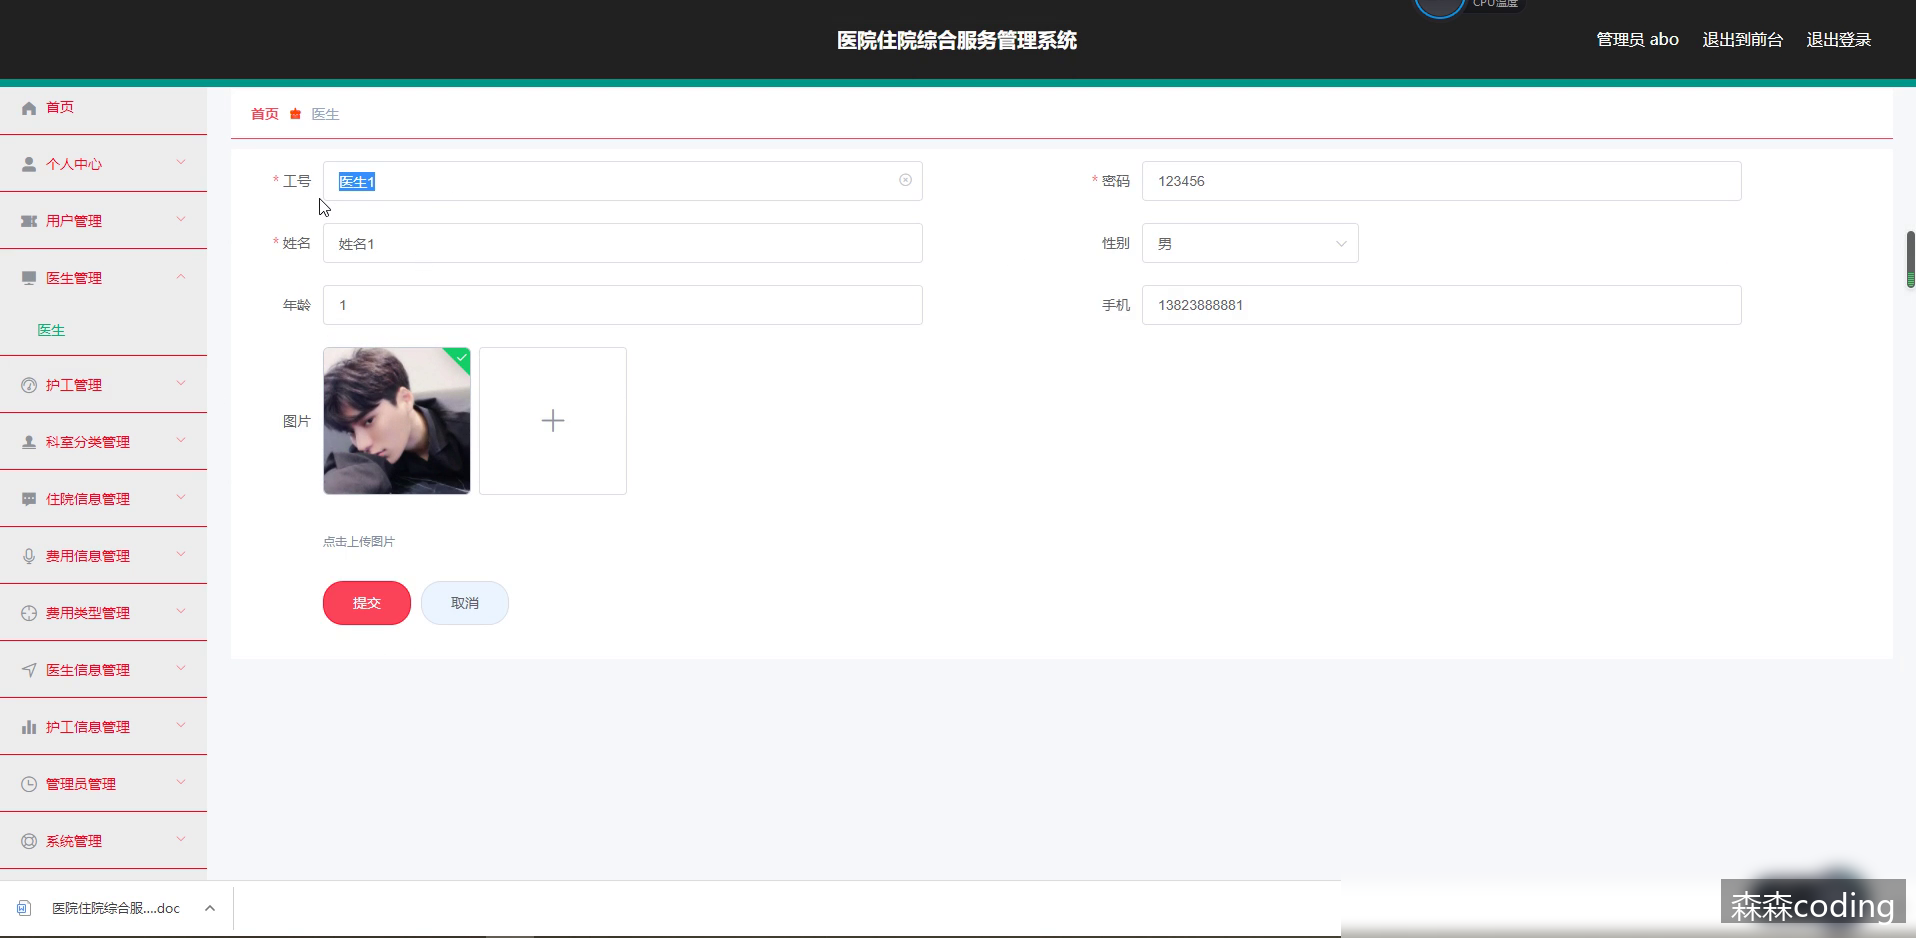 CPU温度
医院住院综合服务管理系统
管理员 abo 退出到前台 退出登录
首页
个人中心
用户管理
医生管理
医生
护工管理
科室分类管理
住院信息管理
费用信息管理
费用类型管理
医生信息管理
护工信息管理
管理员管理
系统管理
首页 医生
* 工号 医生1
* 密码 123456
* 姓名 姓名1
性别 男
年龄 1
手机 13823888881
图片
点击上传图片
提交 取消
医院住院综合服....doc
森森coding